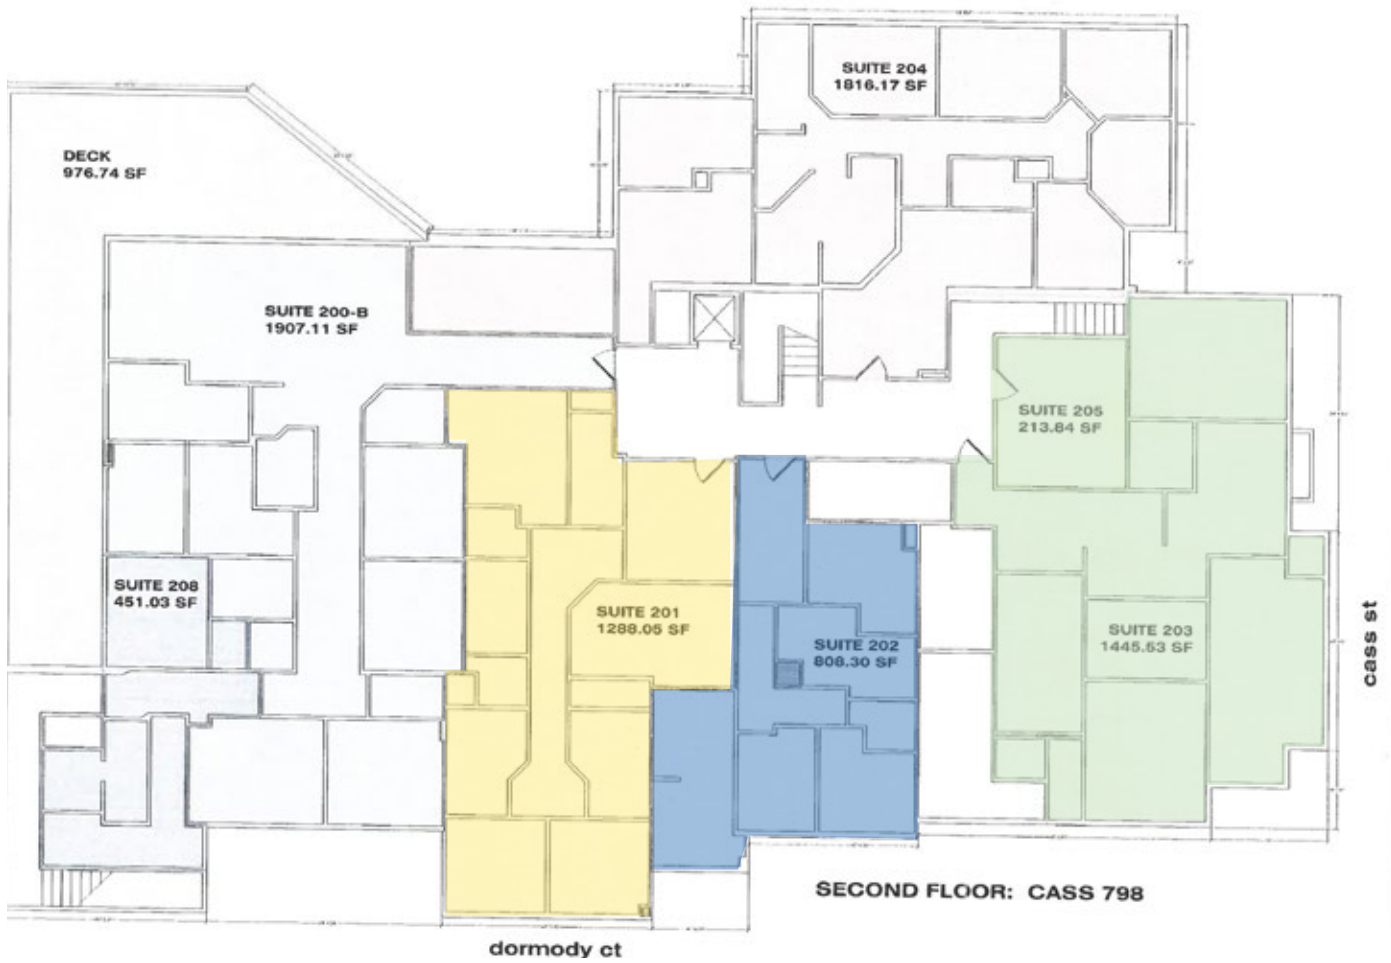 SUITE 204
1816.17 SF
DECK
976.74 SF
SUITE 200-B
1907.11 SF
SUITE 205
213.84 SF
SUITE 208
451.03 SF
SUITE 201
1288.05 SF
SUITE 202
808.30 SF
SUITE 203
1445.53 SF
cass st
SECOND FLOOR: CASS 798
dormody ct